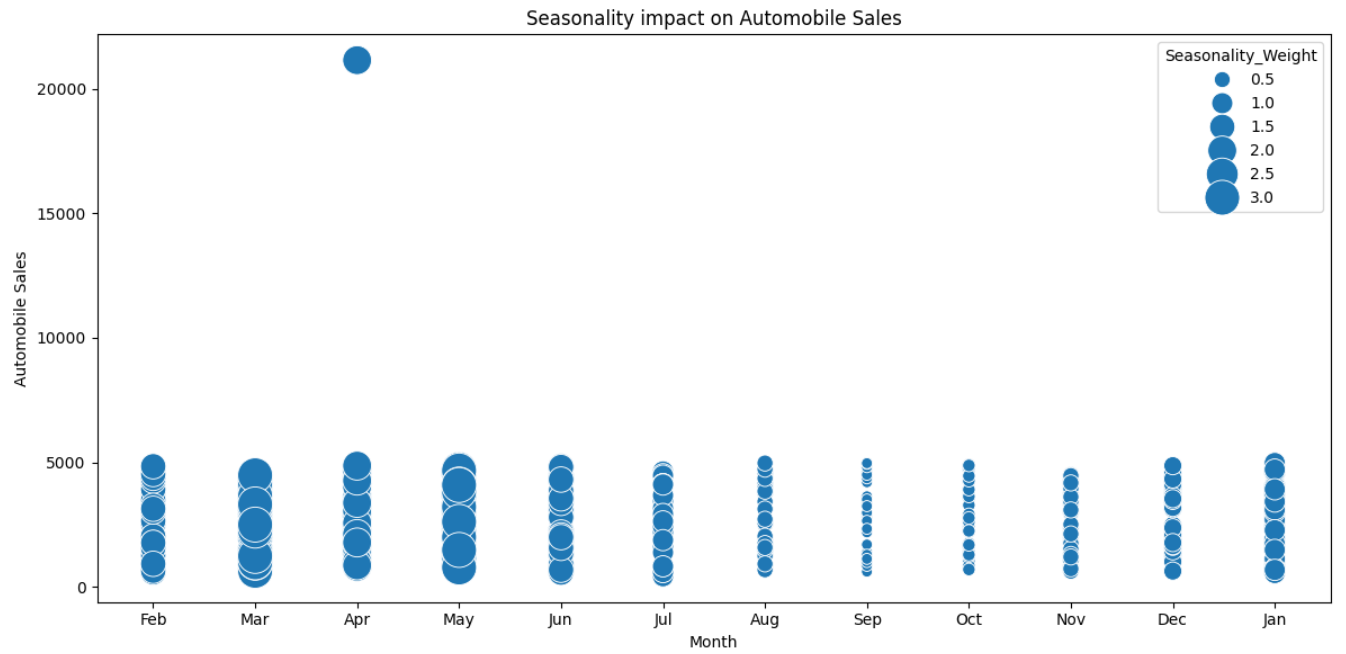 Seasonality impact on Automobile Sales
Automobile Sales
20000
15000
10000
5000
0
Seasonality_Weight
0.5
1.0
1.5
2.0
2.5
3.0
Feb Mar Apr May Jun Jul Aug Sep Oct Nov Dec Jan
Month